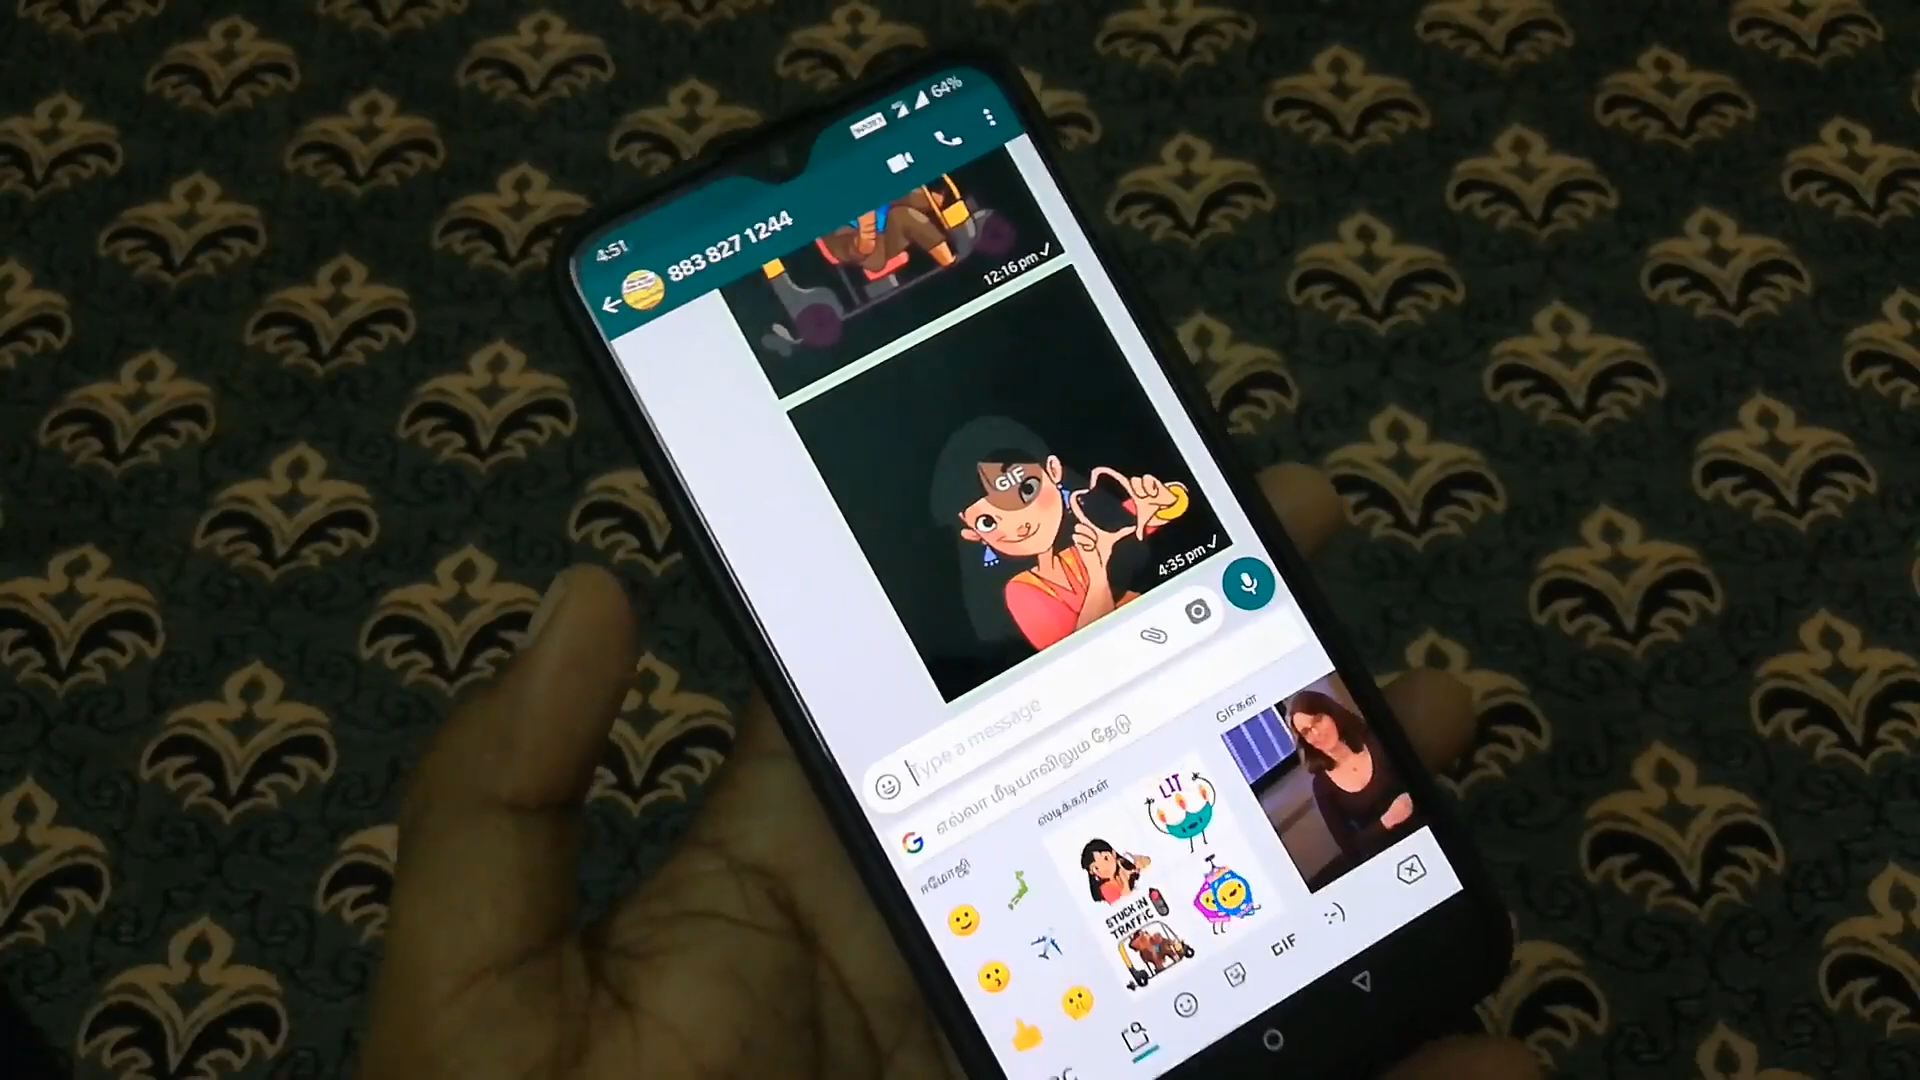 4:51
64%
883 827 1244
12:16 pm
GIF
4:35 pm
Type a message
எல்லா மீடியாவிலும் தேடு
ஈமோஜி
ஸ்டிக்கர்கள்
GIFகள்
LIT
STUCK IN
TRAFFIC
GIF
:-)